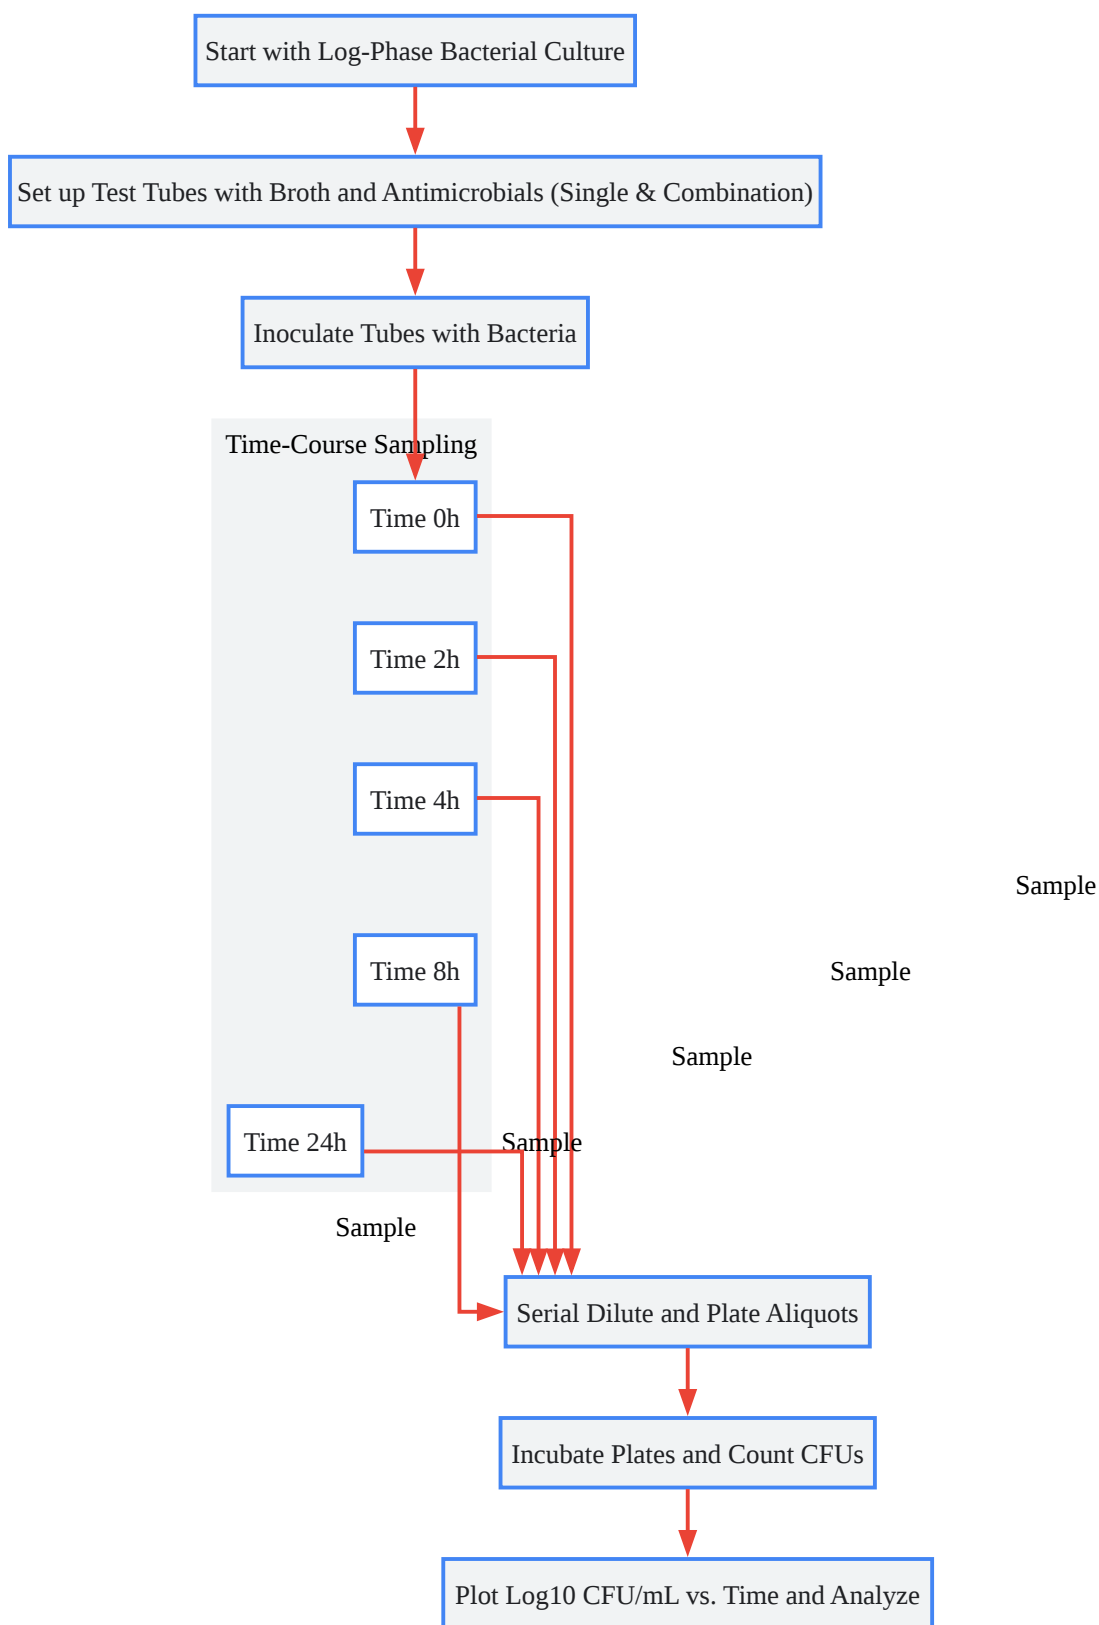 Start with Log-Phase Bacterial Culture
Set up Test Tubes with Broth and Antimicrobials (Single & Combination)
Inoculate Tubes with Bacteria
Time-Course Sampling
Time 0h
Time 2h
Time 4h
Sample
Time 8h
Sample
Sample
Time 24h
Sample
Sample
Serial Dilute and Plate Aliquots
Incubate Plates and Count CFUs
Plot Log10 CFU/mL vs. Time and Analyze